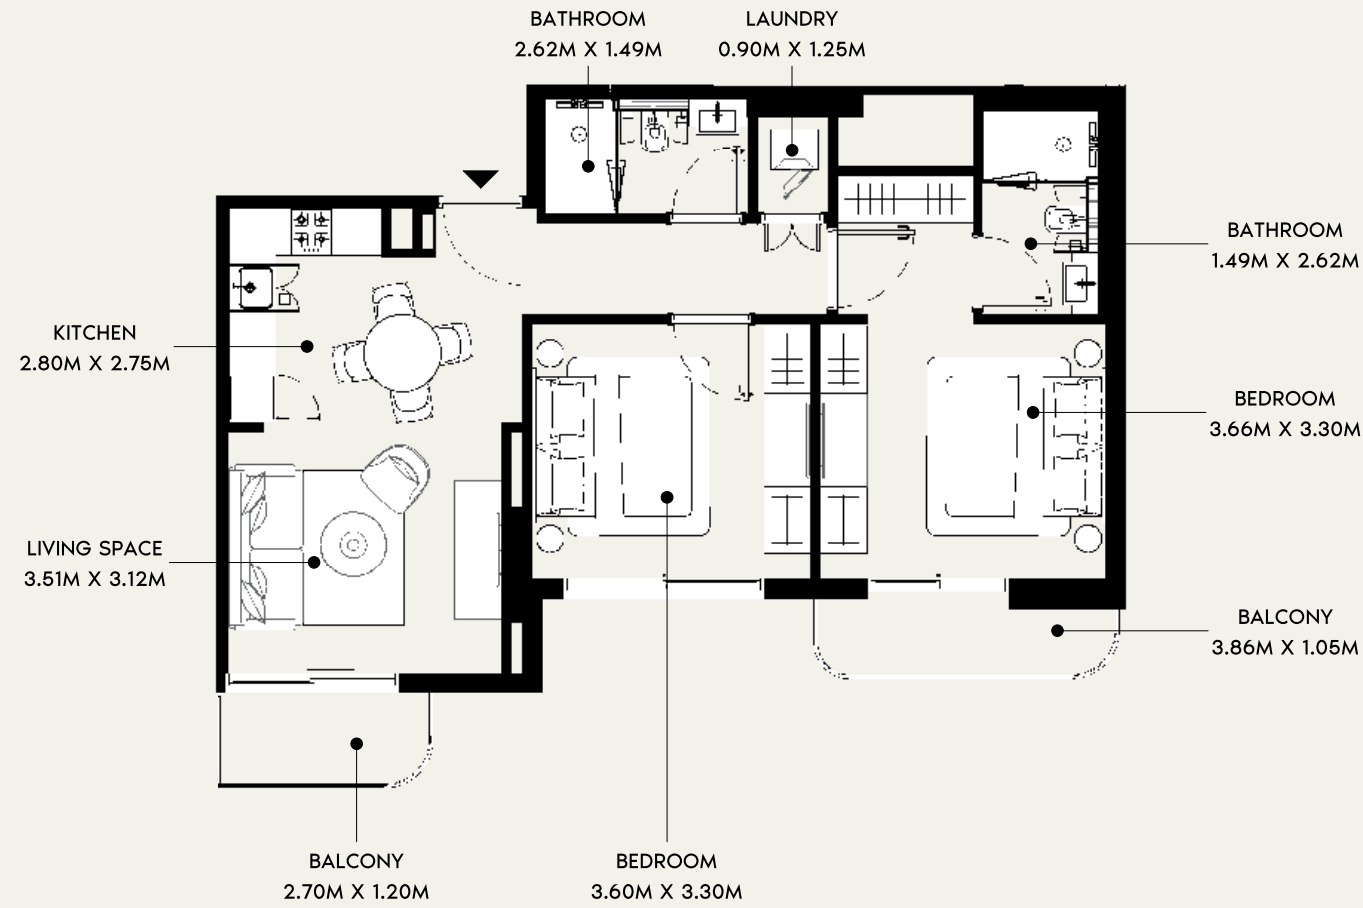 BATHROOM
2.62M X 1.49M
LAUNDRY
0.90M X 1.25M
BATHROOM
1.49M X 2.62M
KITCHEN
2.80M X 2.75M
BEDROOM
3.66M X 3.30M
LIVING SPACE
3.51M X 3.12M
BALCONY
3.86M X 1.05M
BALCONY
2.70M X 1.20M
BEDROOM
3.60M X 3.30M